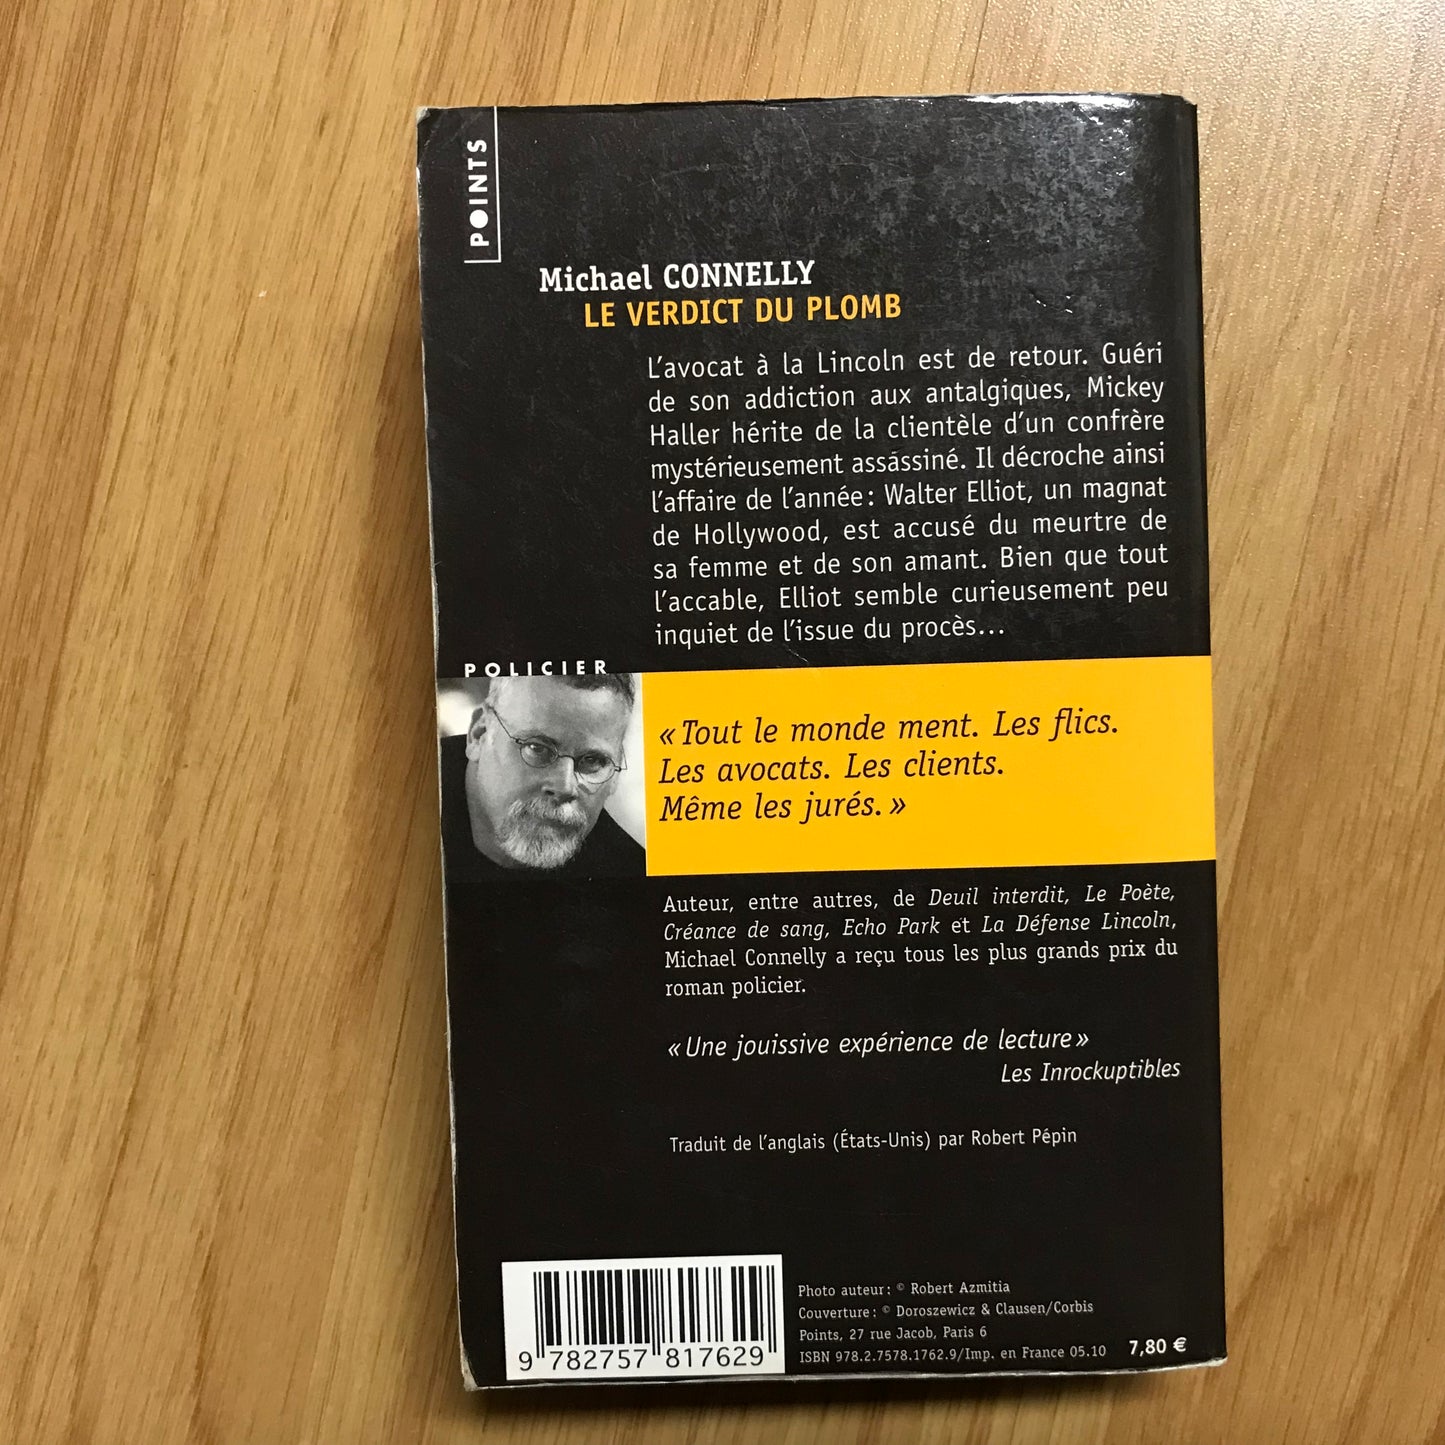 POINTS
Michael CONNELLY
LE VERDICT DU PLOMB
L'avocat à la Lincoln est de retour. Guéri
de son addiction aux antalgiques, Mickey
Haller hérite de la clientèle d'un confrère
mystérieusement assassiné. Il décroche ainsi
l'affaire de l'année : Walter Elliot, un magnat
de Hollywood, est accusé du meurtre de
sa femme et de son amant. Bien que tout
l'accable, Elliot semble curieusement peu
inquiet de l'issue du procès...
POLICIER
« Tout le monde ment. Les flics.
Les avocats. Les clients.
Même les jurés. »
Auteur, entre autres, de Deuil interdit, Le Poète,
Créance de sang, Echo Park et La Défense Lincoln,
Michael Connelly a reçu tous les plus grands prix du
roman policier.
« Une jouissive expérience de lecture »
Les Inrockuptibles
Traduit de l'anglais (États-Unis) par Robert Pépin
9 782757 817629
Photo auteur : © Robert Azmitia
Couverture : © Doroszewicz & Clausen/Corbis
Points, 27 rue Jacob, Paris 6
ISBN 978.2.7578.1762.9/Imp. en France 05.10
7,80 €